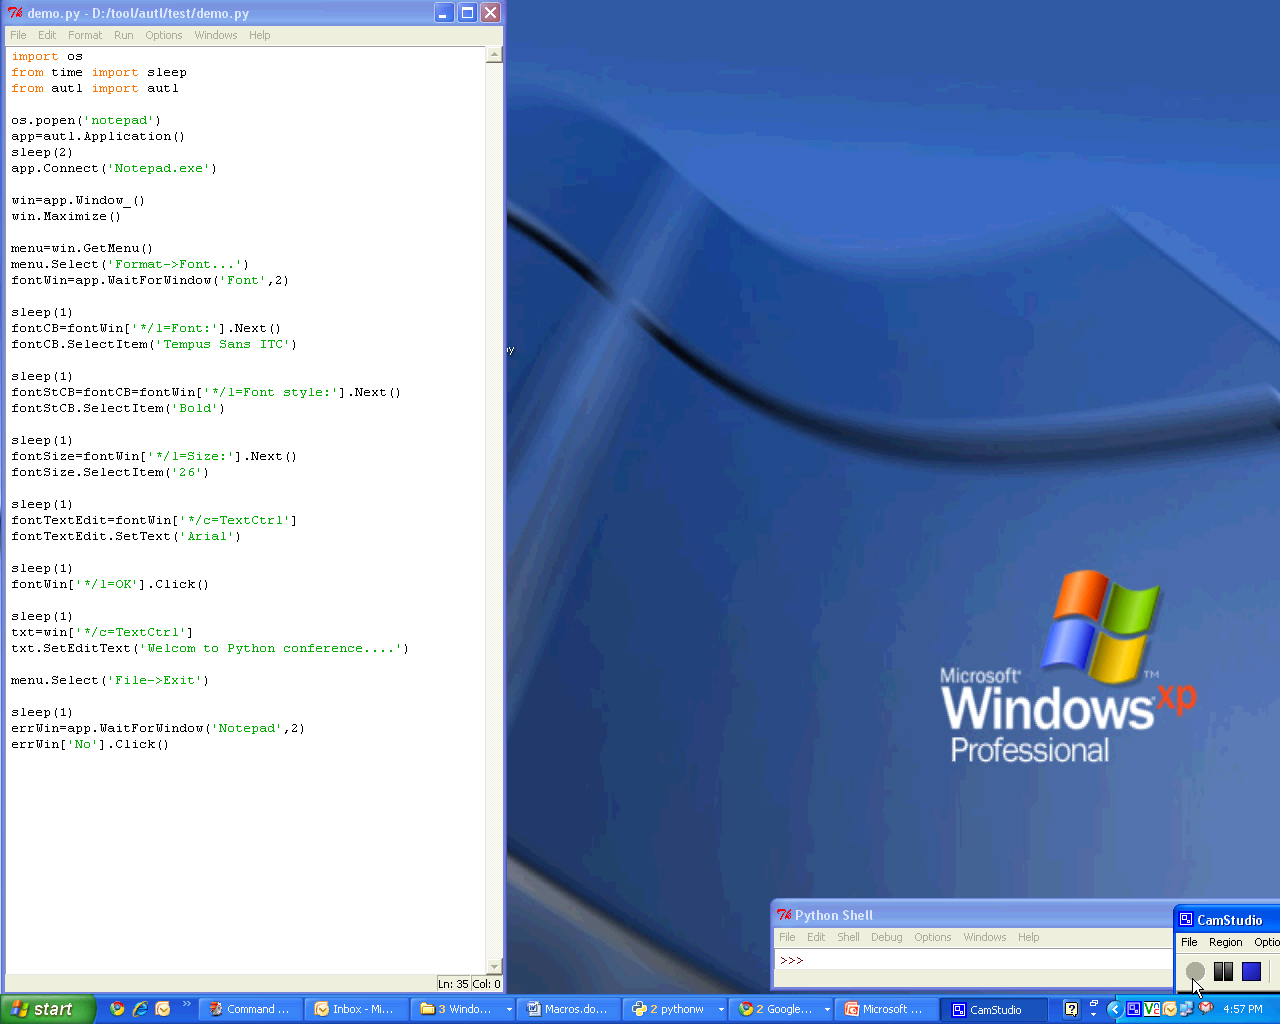 demo.py - D:/tool/autl/test/demo.py
File Edit Format Run Options Windows Help
import os
from time import sleep
from autl import autl
os.popen('notepad')
app=autl.Application()
sleep(2)
app.Connect('Notepad.exe')
win=app.Window_()
win.Maximize()
menu=win.GetMenu()
menu.Select('Format->Font...')
fontWin=app.WaitForWindow('Font',2)
sleep(1)
fontCB=fontWin['*/l=Font:'].Next()
fontCB.SelectItem('Tempus Sans ITC')
sleep(1)
fontStCB=fontCB=fontWin['*/l=Font style:'].Next()
fontStCB.SelectItem('Bold')
sleep(1)
fontSize=fontWin['*/l=Size:'].Next()
fontSize.SelectItem('26')
sleep(1)
fontTextEdit=fontWin['*/c=TextCtrl']
fontTextEdit.SetText('Arial')
sleep(1)
fontWin['*/l=OK'].Click()
sleep(1)
txt=win['*/c=TextCtrl']
txt.SetEditText('Welcom to Python conference....')
menu.Select('File->Exit')
sleep(1)
errWin=app.WaitForWindow('Notepad',2)
errWin['No'].Click()
Ln: 35 Col: 0
Microsoft
Windows xp
TM
Professional
Python Shell
File Edit Shell Debug Options Windows Help
>>>
CamStudio
File Region Optio
start
Command ...
Inbox - Mi...
3 Windo...
Macros.do...
2 pythonw
2 Google...
Microsoft ...
CamStudio
4:57 PM